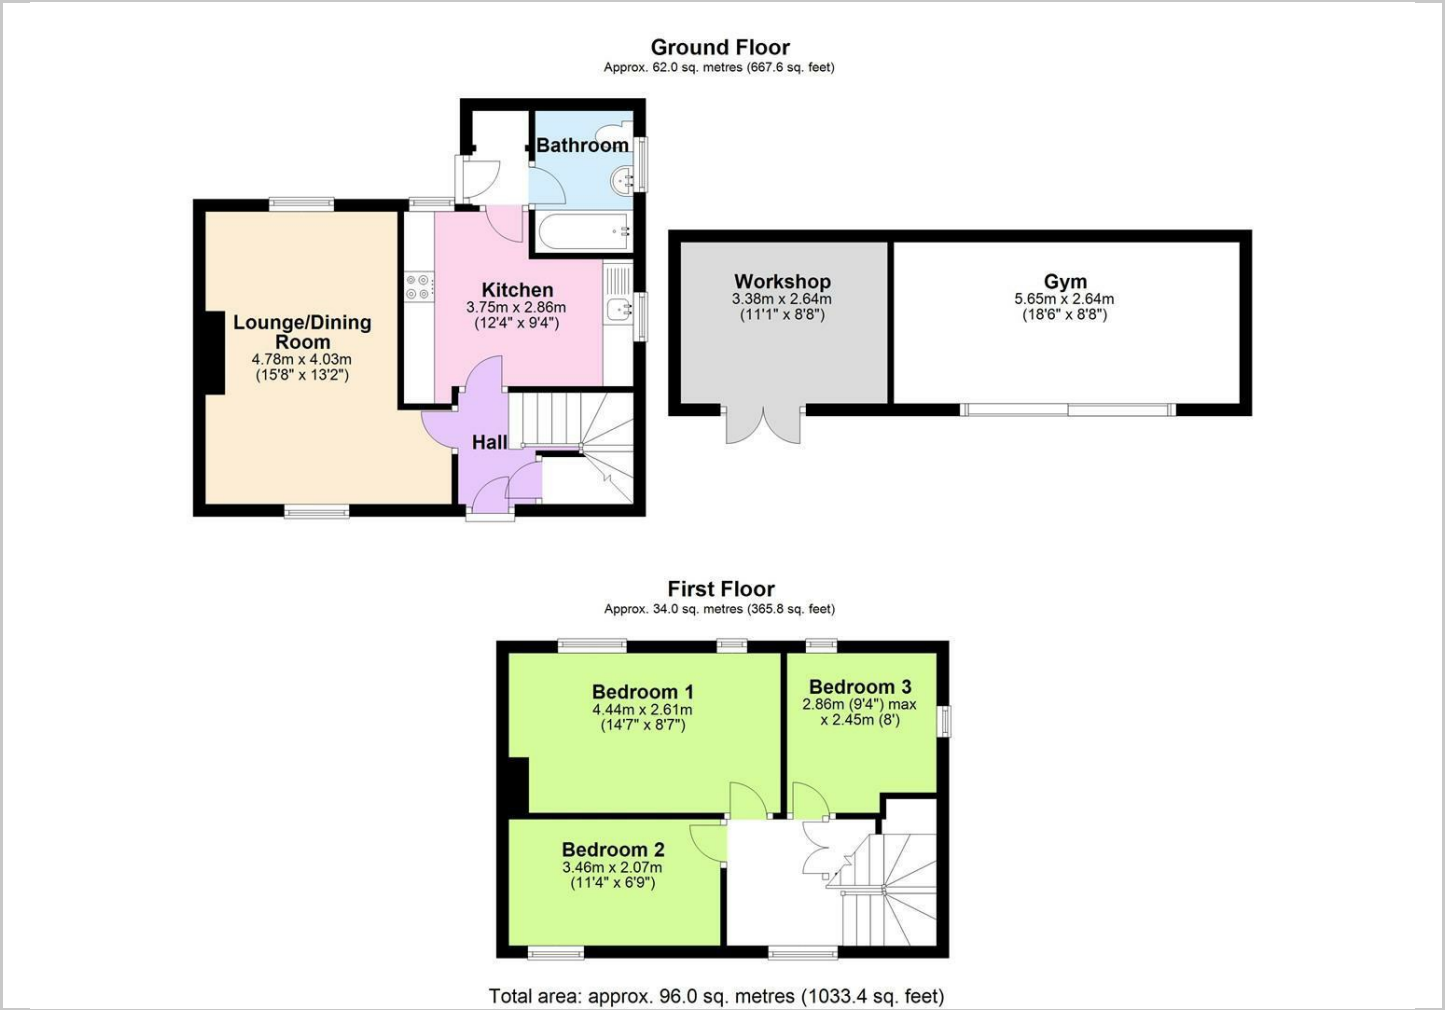 Ground Floor
Approx. 62.0 sq. metres (667.6 sq. feet)
Bathroom
Workshop
3.38m x 2.64m
(11'1" x 8'8")
Gym
5.65m x 2.64m
(18'6" x 8'8")
Kitchen
3.75m x 2.86m
(12'4" x 9'4")
Lounge/Dining
Room
4.78m x 4.03m
(15'8" x 13'2")
Hall
First Floor
Approx. 34.0 sq. metres (365.8 sq. feet)
Bedroom 1
4.44m x 2.61m
(14'7" x 8'7")
Bedroom 3
2.86m (9'4") max
x 2.45m (8')
Bedroom 2
3.46m x 2.07m
(11'4" x 6'9")
Total area: approx. 96.0 sq. metres (1033.4 sq. feet)